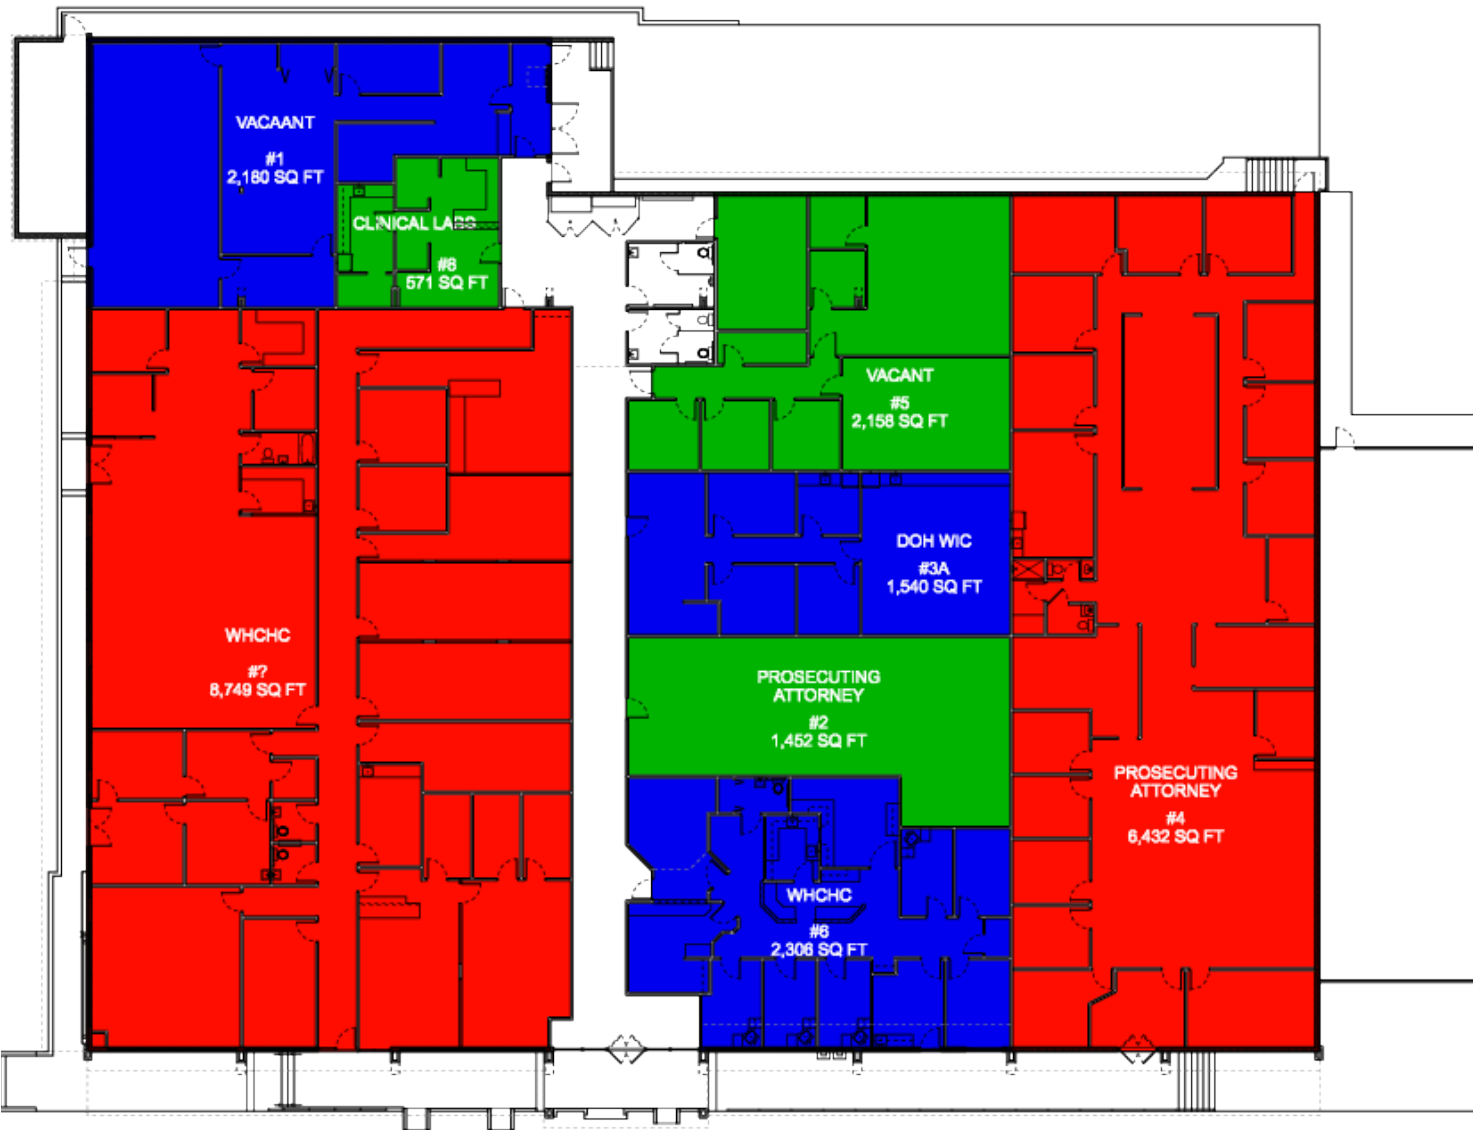 VACAANT
#1
2,180 SQ FT
CLINICAL LABS
#8
571 SQ FT
VACANT
#5
2,158 SQ FT
DOH WIC
#3A
1,540 SQ FT
WHCHC
#7
8,749 SQ FT
PROSECUTING
ATTORNEY
#2
1,452 SQ FT
PROSECUTING
ATTORNEY
#4
6,432 SQ FT
WHCHC
#6
2,306 SQ FT